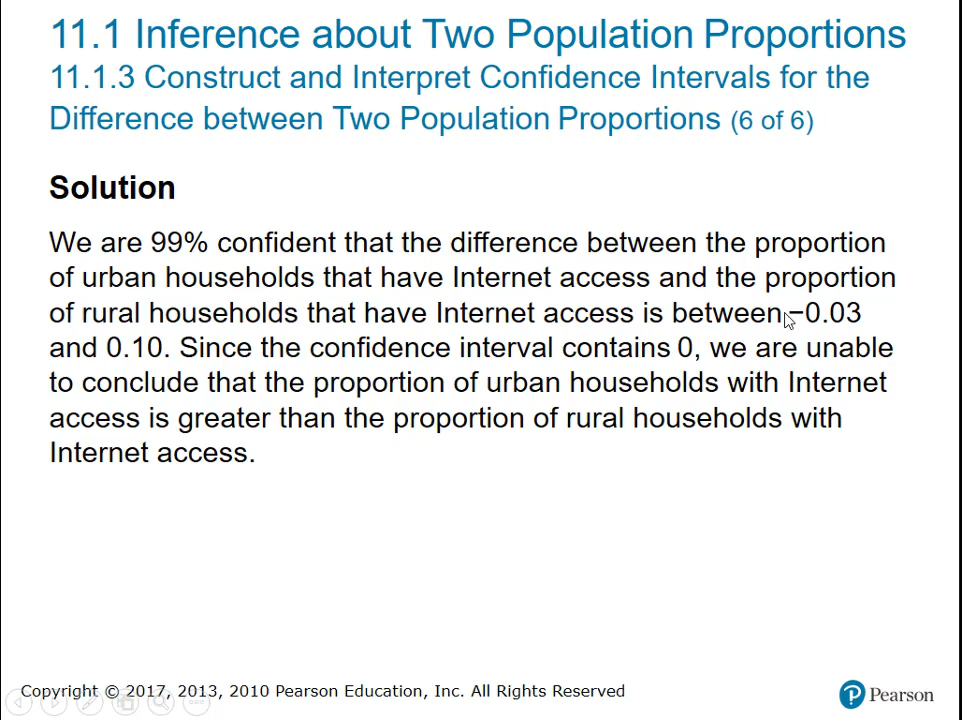 11.1 Inference about Two Population Proportions
11.1.3 Construct and Interpret Confidence Intervals for the
Difference between Two Population Proportions (6 of 6)
Solution
We are 99% confident that the difference between the proportion
of urban households that have Internet access and the proportion
of rural households that have Internet access is between −0.03
and 0.10. Since the confidence interval contains 0, we are unable
to conclude that the proportion of urban households with Internet
access is greater than the proportion of rural households with
Internet access.
Copyright © 2017, 2013, 2010 Pearson Education, Inc. All Rights Reserved
Pearson